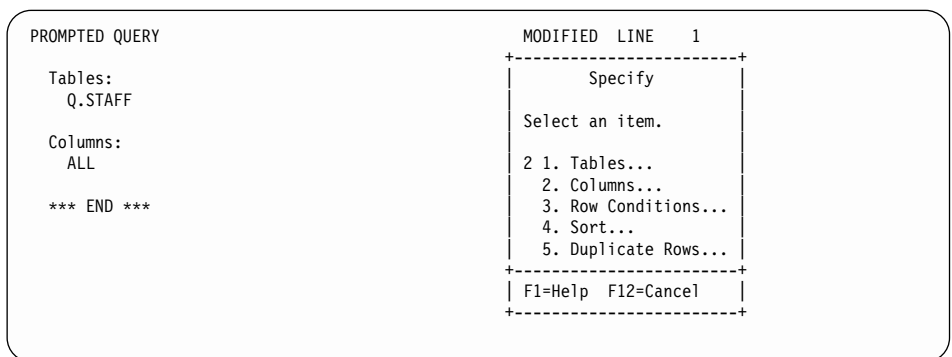 PROMPTED QUERY                                    MODIFIED  LINE    1
                                                +-------------------------+
  Tables:                                       |         Specify         |
    Q.STAFF                                     |                         |
                                                | Select an item.         |
  Columns:                                      |                         |
    ALL                                         | 2 1. Tables...          |
                                                |   2. Columns...         |
  *** END ***                                   |   3. Row Conditions...  |
                                                |   4. Sort...            |
                                                |   5. Duplicate Rows...  |
                                                +-------------------------+
                                                | F1=Help  F12=Cancel     |
                                                +-------------------------+